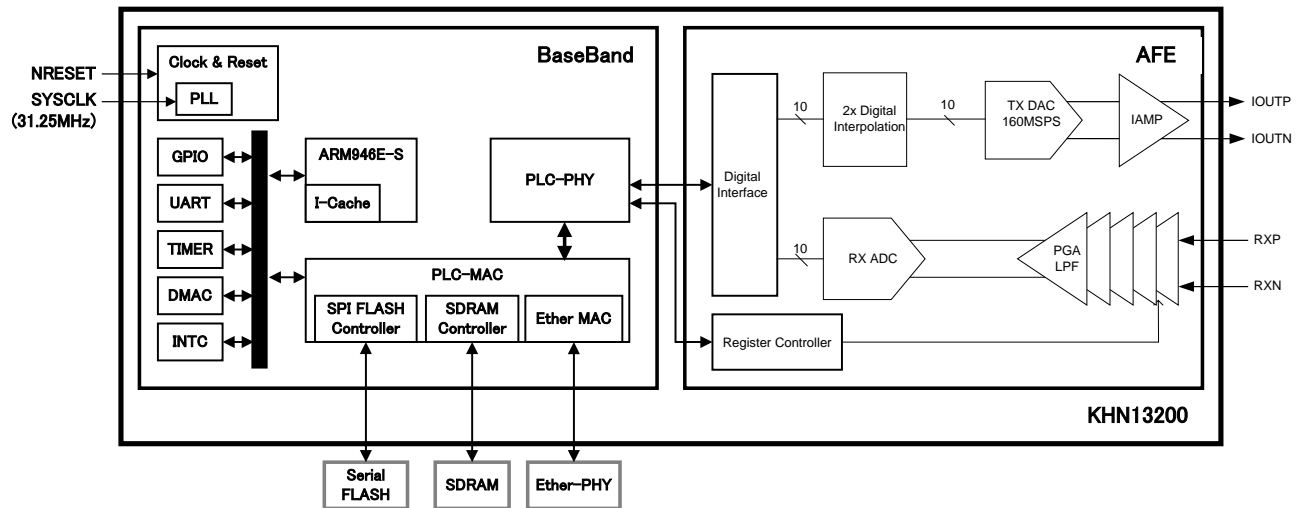 BaseBand
AFE
Clock & Reset
NRESET
SYSCLK
(31.25MHz)
PLL
GPIO
UART
TIMER
DMAC
INTC
ARM946E-S
I-Cache
PLC-PHY
PLC-MAC
SPI FLASH
Controller
SDRAM
Controller
Ether MAC
Digital
Interface
10
2x Digital
Interpolation
10
TX DAC
160MSPS
IAMP
IOUTP
IOUTN
10
RX ADC
PGA
LPF
RXP
RXN
Register Controller
KHN13200
Serial
FLASH
SDRAM
Ether-PHY